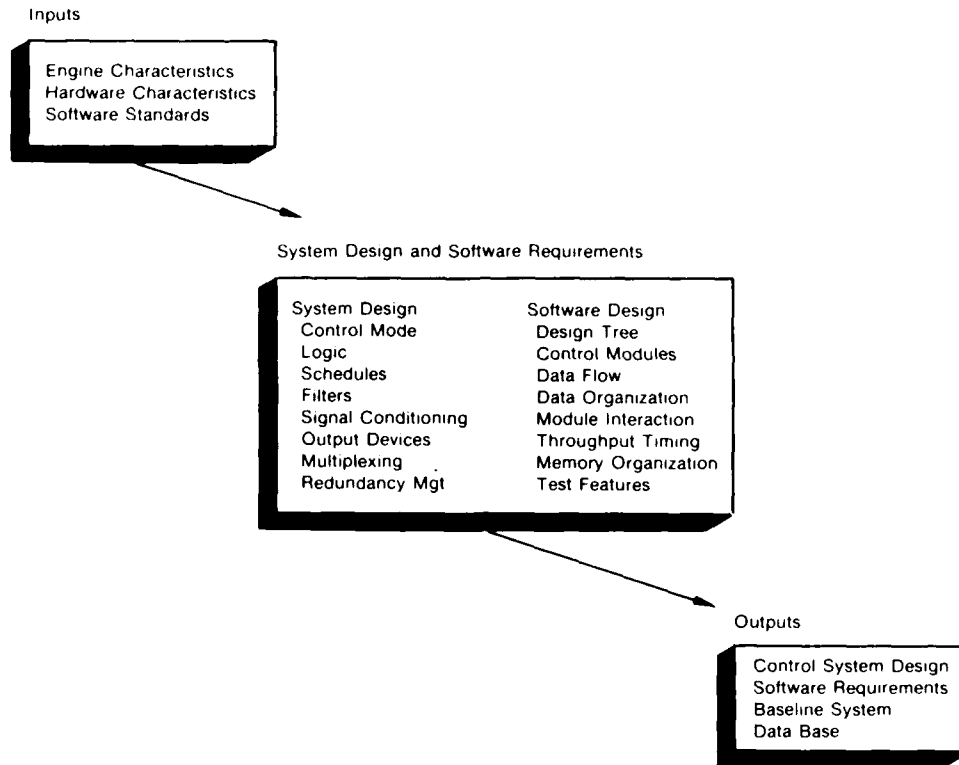 Inputs
Engine Characteristics
Hardware Characteristics
Software Standards
System Design and Software Requirements
System Design
Control Mode
Logic
Schedules
Filters
Signal Conditioning
Output Devices
Multiplexing
Redundancy Mgt
Software Design
Design Tree
Control Modules
Data Flow
Data Organization
Module Interaction
Throughput Timing
Memory Organization
Test Features
Outputs
Control System Design
Software Requirements
Baseline System
Data Base